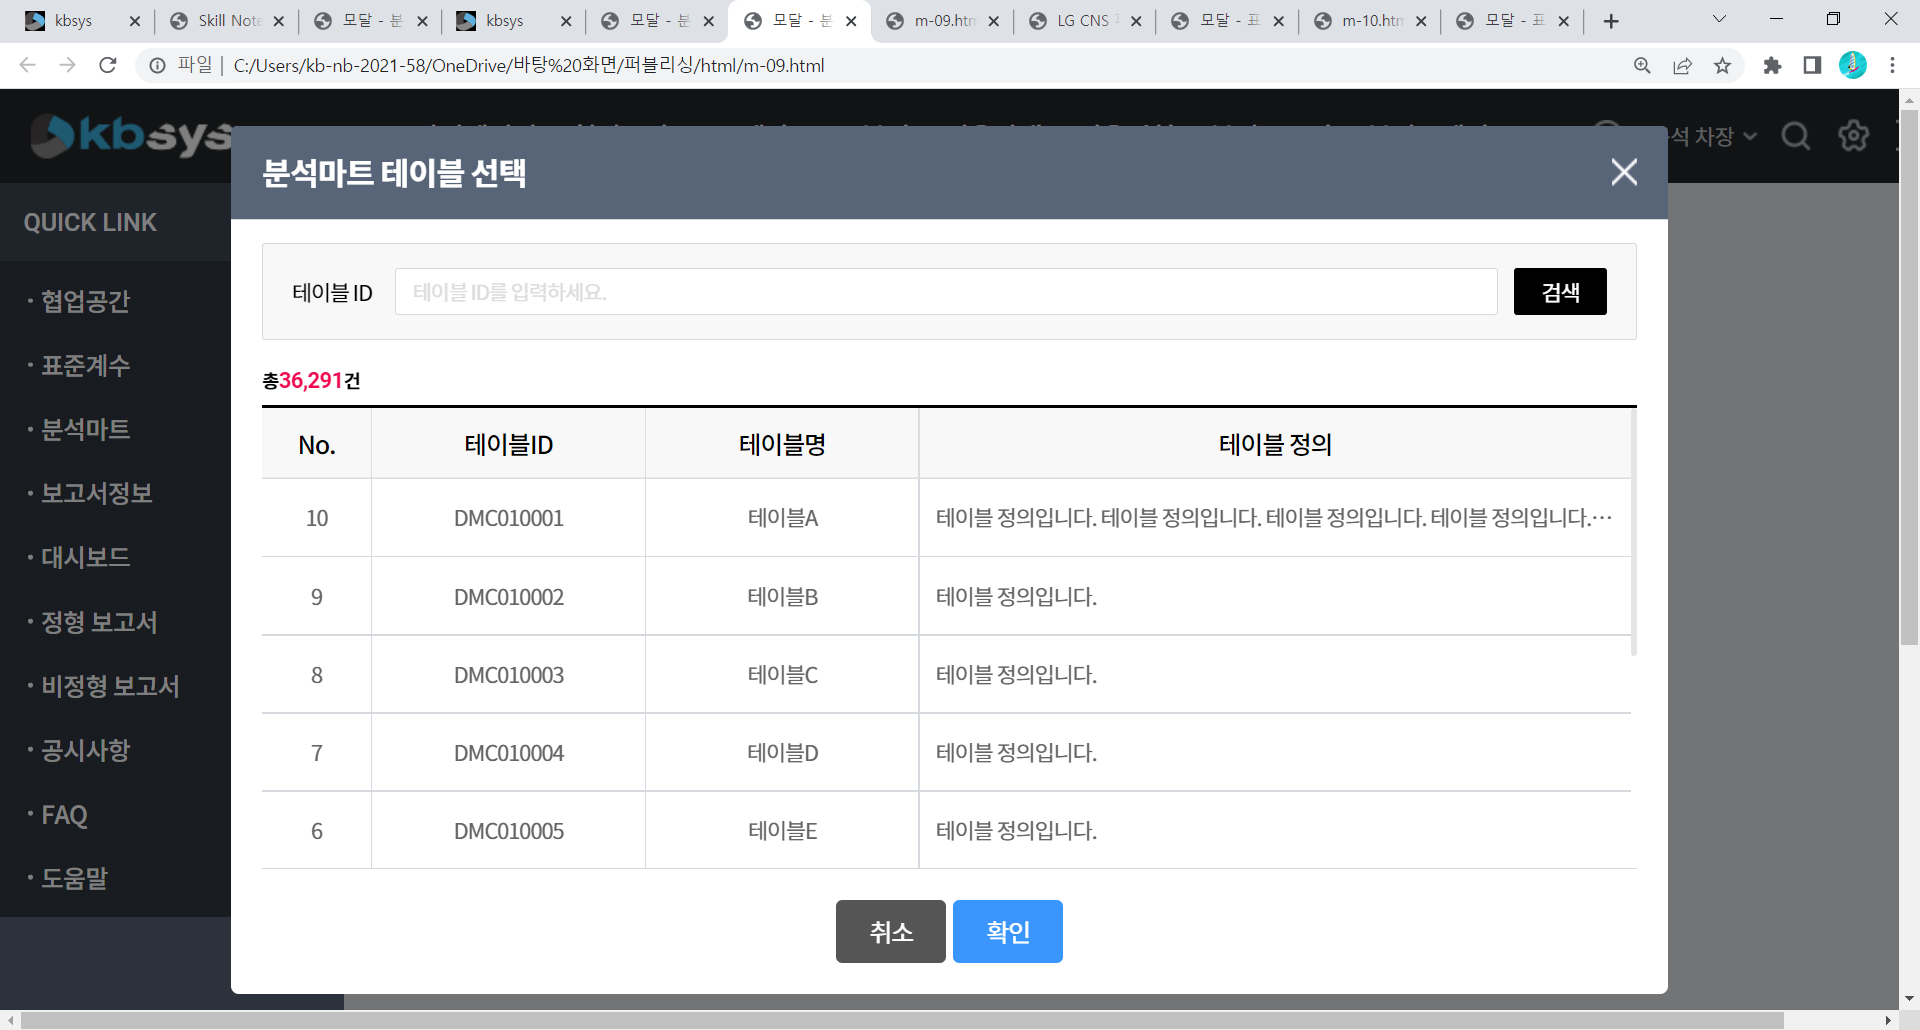 kbsys
Skill Note
모달 - 분
kbsys
모달 - 분
모달 - 분
m-09.htm
LG CNS
모달 - 표
m-10.htm
모달 - 표
파일 | C:/Users/kb-nb-2021-58/OneDrive/바탕%20화면/퍼블리싱/html/m-09.html
kbsys
석 차장
분석마트 테이블 선택
QUICK LINK
· 협업공간
· 표준계수
· 분석마트
· 보고서정보
· 대시보드
· 정형 보고서
· 비정형 보고서
· 공시사항
· FAQ
· 도움말
테이블 ID
테이블 ID를 입력하세요.
검색
총36,291건
No. 테이블ID 테이블명 테이블 정의
10 DMC010001 테이블A 테이블 정의입니다. 테이블 정의입니다. 테이블 정의입니다. 테이블 정의입니다.…
9 DMC010002 테이블B 테이블 정의입니다.
8 DMC010003 테이블C 테이블 정의입니다.
7 DMC010004 테이블D 테이블 정의입니다.
6 DMC010005 테이블E 테이블 정의입니다.
취소
확인